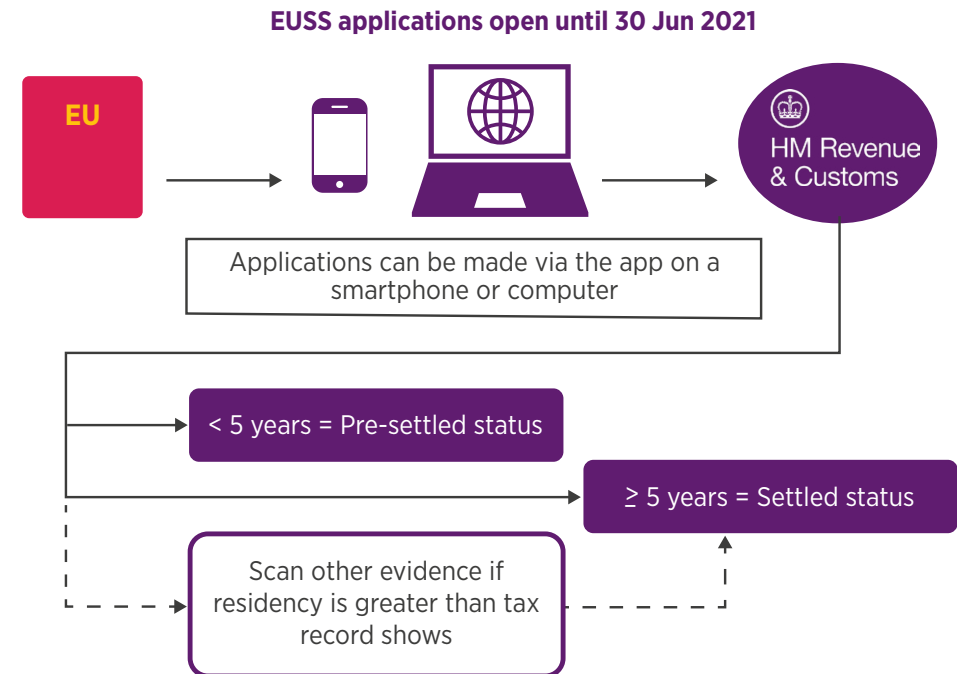 EUSS applications open until 30 Jun 2021
EU
HM Revenue
& Customs
Applications can be made via the app on a
smartphone or computer
< 5 years = Pre-settled status
≥ 5 years = Settled status
Scan other evidence if
residency is greater than tax
record shows